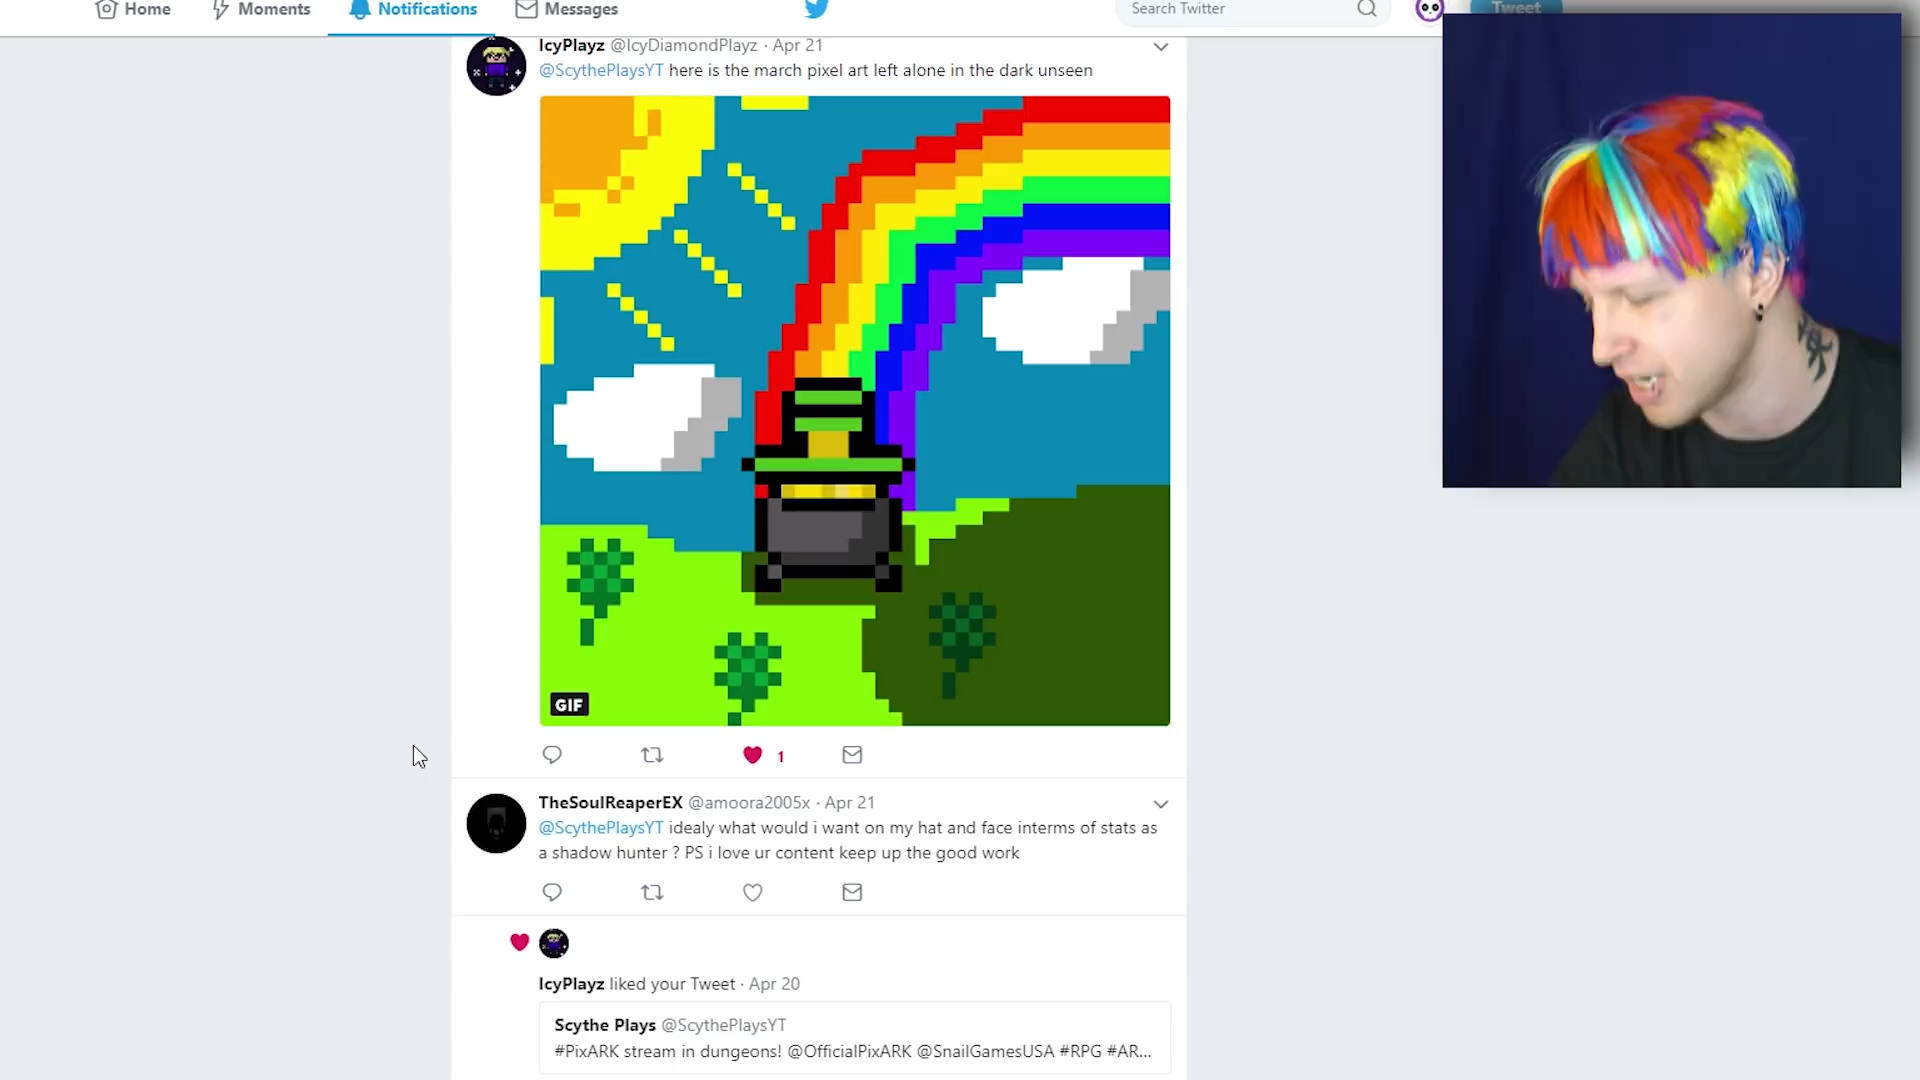 Home
Moments
Notifications
Messages
Search Twitter
Tweet
IcyPlayz @IcyDiamondPlayz · Apr 21
@ScythePlaysYT here is the march pixel art left alone in the dark unseen
GIF
1
TheSoulReaperEX @amoora2005x · Apr 21
@ScythePlaysYT idealy what would i want on my hat and face interms of stats as
a shadow hunter ? PS i love ur content keep up the good work
IcyPlayz liked your Tweet · Apr 20
Scythe Plays @ScythePlaysYT
#PixARK stream in dungeons! @OfficialPixARK @SnailGamesUSA #RPG #AR...